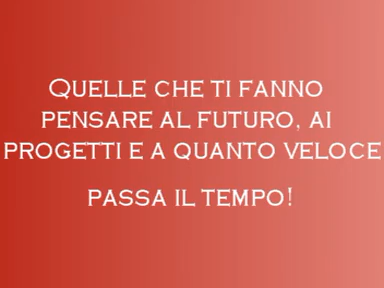 Quelle che ti fanno
pensare al futuro, ai
progetti e a quanto veloce
passa il tempo!